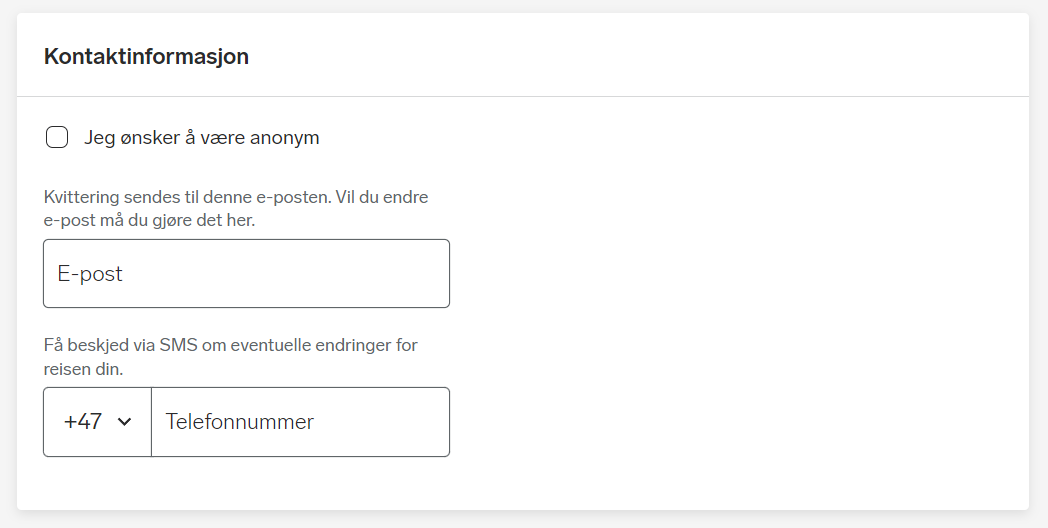 Kontaktinformasjon
Jeg ønsker å være anonym
Kvittering sendes til denne e-posten. Vil du endre
e-post må du gjøre det her.
E-post
Få beskjed via SMS om eventuelle endringer for
reisen din.
+47 Telefonnummer